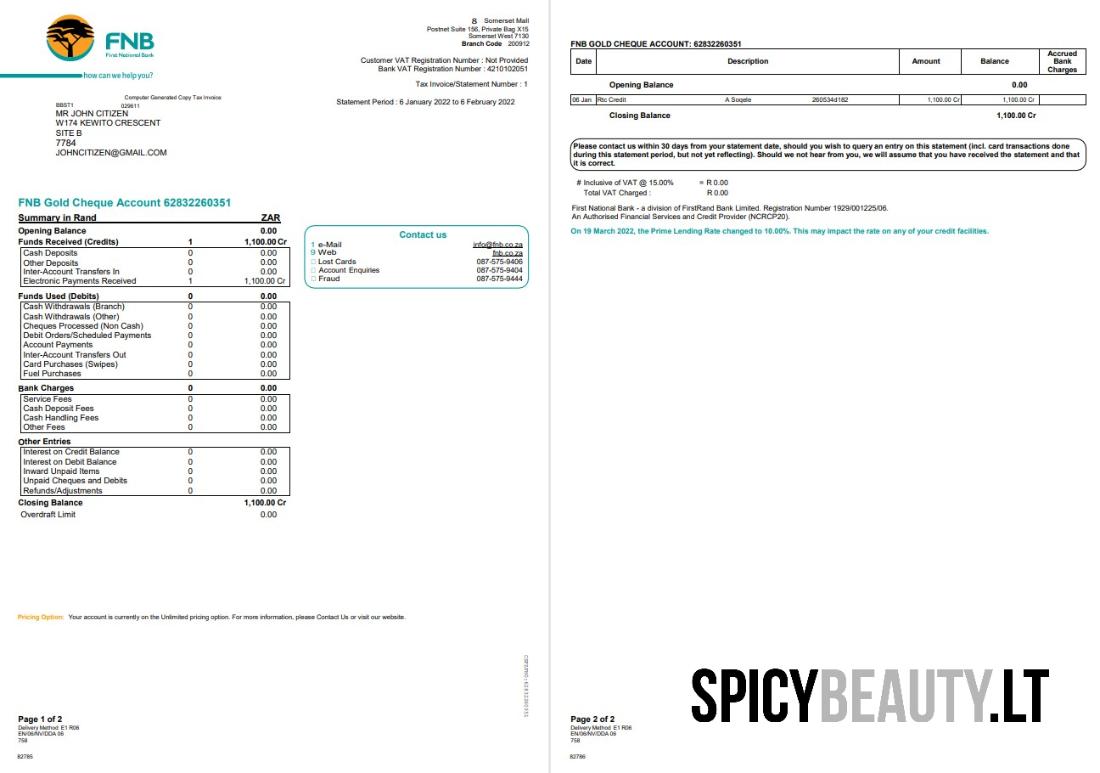 FNB
First National Bank
how can we help you?
8 Somerset Mall
Postnet Suite 156, Private Bag X15
Somerset West 7130
Branch Code 200912
Customer VAT Registration Number : Not Provided
Bank VAT Registration Number : 4210102051
Tax Invoice/Statement Number : 1
Statement Period : 6 January 2022 to 6 February 2022
Computer Generated Copy Tax Invoice
BBST1 029611
MR JOHN CITIZEN
W174 KEWITO CRESCENT
SITE B
7784
JOHNCITIZEN@GMAIL.COM
FNB Gold Cheque Account 62832260351
Summary in Rand ZAR
Opening Balance 0.00
Funds Received (Credits) 1 1,100.00 Cr
Cash Deposits 0 0.00
Other Deposits 0 0.00
Inter-Account Transfers In 0 0.00
Electronic Payments Received 1 1,100.00 Cr
Funds Used (Debits) 0 0.00
Cash Withdrawals (Branch) 0 0.00
Cash Withdrawals (Other) 0 0.00
Cheques Processed (Non Cash) 0 0.00
Debit Orders/Scheduled Payments 0 0.00
Account Payments 0 0.00
Inter-Account Transfers Out 0 0.00
Card Purchases (Swipes) 0 0.00
Fuel Purchases 0 0.00
Bank Charges 0 0.00
Service Fees 0 0.00
Cash Deposit Fees 0 0.00
Cash Handling Fees 0 0.00
Other Fees 0 0.00
Other Entries
Interest on Credit Balance 0 0.00
Interest on Debit Balance 0 0.00
Inward Unpaid Items 0 0.00
Unpaid Cheques and Debits 0 0.00
Refunds/Adjustments 0 0.00
Closing Balance 1,100.00 Cr
Overdraft Limit 0.00
Contact us
1 e-Mail info@fnb.co.za
9 Web fnb.co.za
Lost Cards 087-575-9406
Account Enquiries 087-575-9404
Fraud 087-575-9444
Pricing Option: Your account is currently on the Unlimited pricing option. For more information, please Contact Us or visit our website.
Page 1 of 2
Delivery Method E1 R06
EN/06/NV/DDA 06
758
82785
FNB GOLD CHEQUE ACCOUNT: 62832260351
Date Description Amount Balance Accrued Bank Charges
Opening Balance 0.00
06 Jan Rtc Credit A Soqele 260534d182 1,100.00 Cr 1,100.00 Cr
Closing Balance 1,100.00 Cr
Please contact us within 30 days from your statement date, should you wish to query an entry on this statement (incl. card transactions done
during this statement period, but not yet reflecting). Should we not hear from you, we will assume that you have received the statement and that
it is correct.
# Inclusive of VAT @ 15.00% = R 0.00
Total VAT Charged : R 0.00
First National Bank - a division of FirstRand Bank Limited. Registration Number 1929/001225/06.
An Authorised Financial Services and Credit Provider (NCRCP20).
On 19 March 2022, the Prime Lending Rate changed to 10.00%. This may impact the rate on any of your credit facilities.
SPICYBEAUTY.LT
Page 2 of 2
Delivery Method E1 R06
EN/06/NV/DDA 06
758
82786